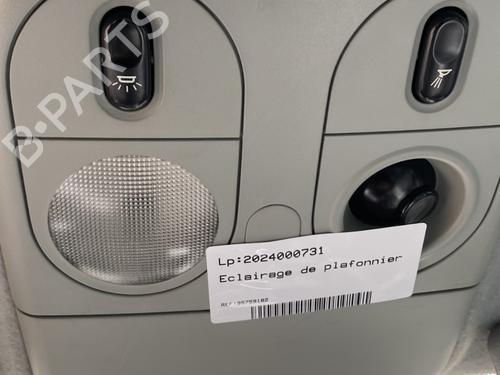 B-PARTS
Lp:2024000731
Eclairage de plafonnier